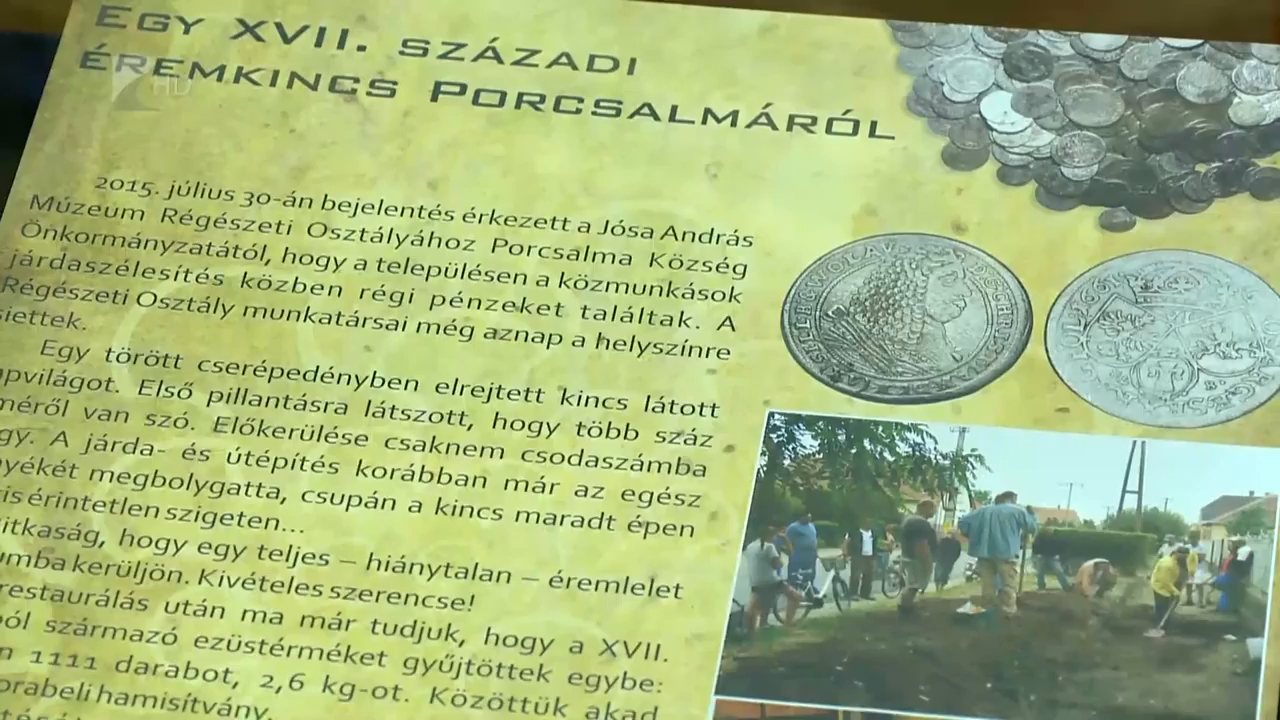 EGY XVII. SZÁZADI
ÉREMKINCS PORCSALMÁRÓL
HD
2015. július 30-án bejelentés érkezett a Jósa András
Múzeum Régészeti Osztályához Porcsalma Község
Önkormányzatától, hogy a településen a közmunkások
járdaszélesítés közben régi pénzeket találtak. A
Régészeti Osztály munkatársai még aznap a helyszínre
siettek.
Egy törött cserépedényben elrejtett kincs látott
pvilágot. Első pillantásra látszott, hogy több száz
méről van szó. Előkerülése csaknem csodaszámba
gy. A járda- és útépítés korábban már az egész
nyékét megbolygatta, csupán a kincs maradt épen
is érintetlen szigeten...
itkaság, hogy egy teljes – hiánytalan – éremlelet
umba kerüljön. Kivételes szerencse!
restaurálás után ma már tudjuk, hogy a XVII.
ból származó ezüstérméket gyűjtöttek egybe:
n 1111 darabot, 2,6 kg-ot. Közöttük akad
orabeli hamisítvány.